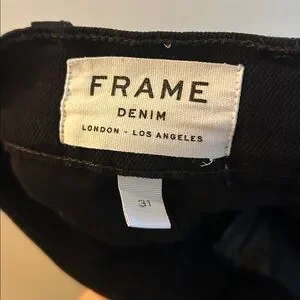 FRAME
DENIM
LONDON - LOS ANGELES
31